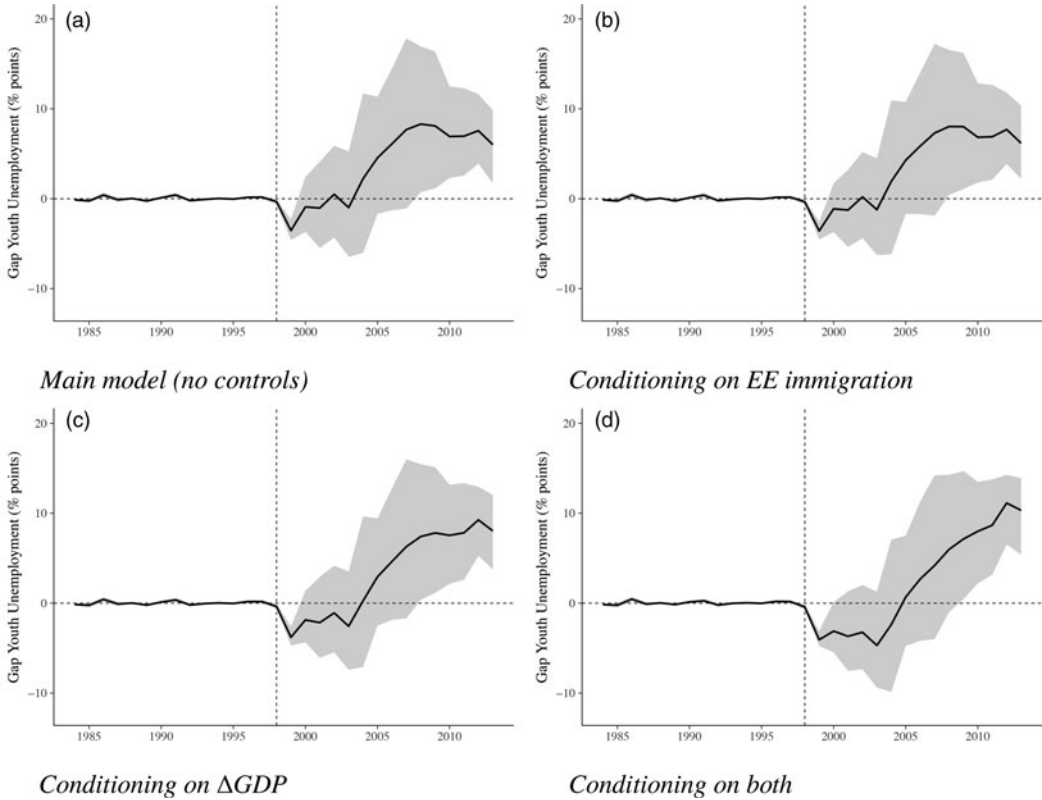 (a)
Gap Youth Unemployment (% points)
20
10
0
−10
1985 1990 1995 2000 2005 2010
Main model (no controls)
(b)
Gap Youth Unemployment (% points)
20
10
0
−10
1985 1990 1995 2000 2005 2010
Conditioning on EE immigration
(c)
Gap Youth Unemployment (% points)
20
10
0
−10
1985 1990 1995 2000 2005 2010
Conditioning on ΔGDP
(d)
Gap Youth Unemployment (% points)
20
10
0
−10
1985 1990 1995 2000 2005 2010
Conditioning on both